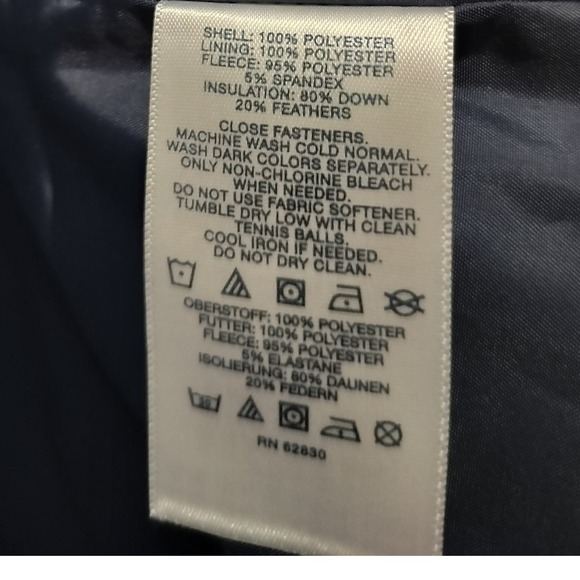 SHELL: 100% POLYESTER
LINING: 100% POLYESTER
FLEECE: 95% POLYESTER
5% SPANDEX
INSULATION: 80% DOWN
20% FEATHERS
CLOSE FASTENERS.
MACHINE WASH COLD NORMAL.
WASH DARK COLORS SEPARATELY.
ONLY NON-CHLORINE BLEACH
WHEN NEEDED.
DO NOT USE FABRIC SOFTENER.
TUMBLE DRY LOW WITH CLEAN
TENNIS BALLS.
COOL IRON IF NEEDED.
DO NOT DRY CLEAN.
OBERSTOFF: 100% POLYESTER
FUTTER: 100% POLYESTER
FLEECE: 95% POLYESTER
5% ELASTANE
ISOLIERUNG: 80% DAUNEN
20% FEDERN
30
RN 62830